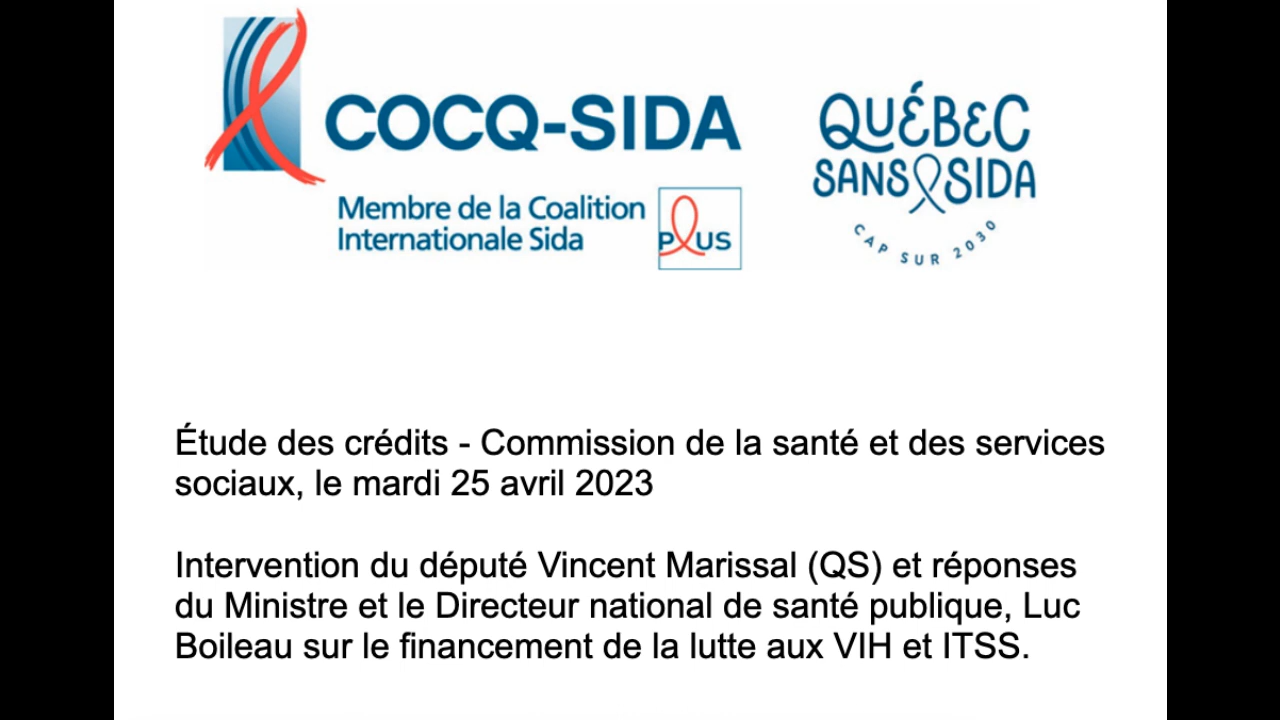 COCQ-SIDA
Membre de la Coalition
Internationale Sida
PLUS
QUÉBEC
SANS SIDA
CAP SUR 2030
Étude des crédits - Commission de la santé et des services
sociaux, le mardi 25 avril 2023
Intervention du député Vincent Marissal (QS) et réponses
du Ministre et le Directeur national de santé publique, Luc
Boileau sur le financement de la lutte aux VIH et ITSS.